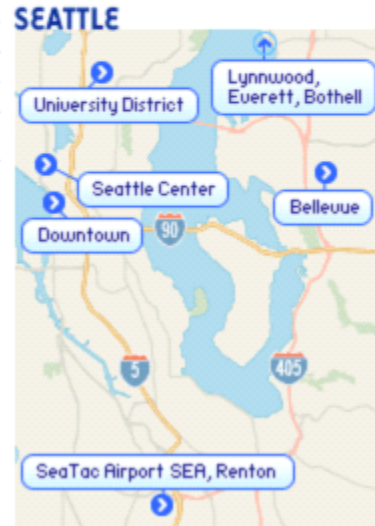 SEATTLE
University District
Lynnwood,
Everett, Bothell
Seattle Center
Bellevue
Downtown
90
5
405
SeaTac Airport SEA, Renton